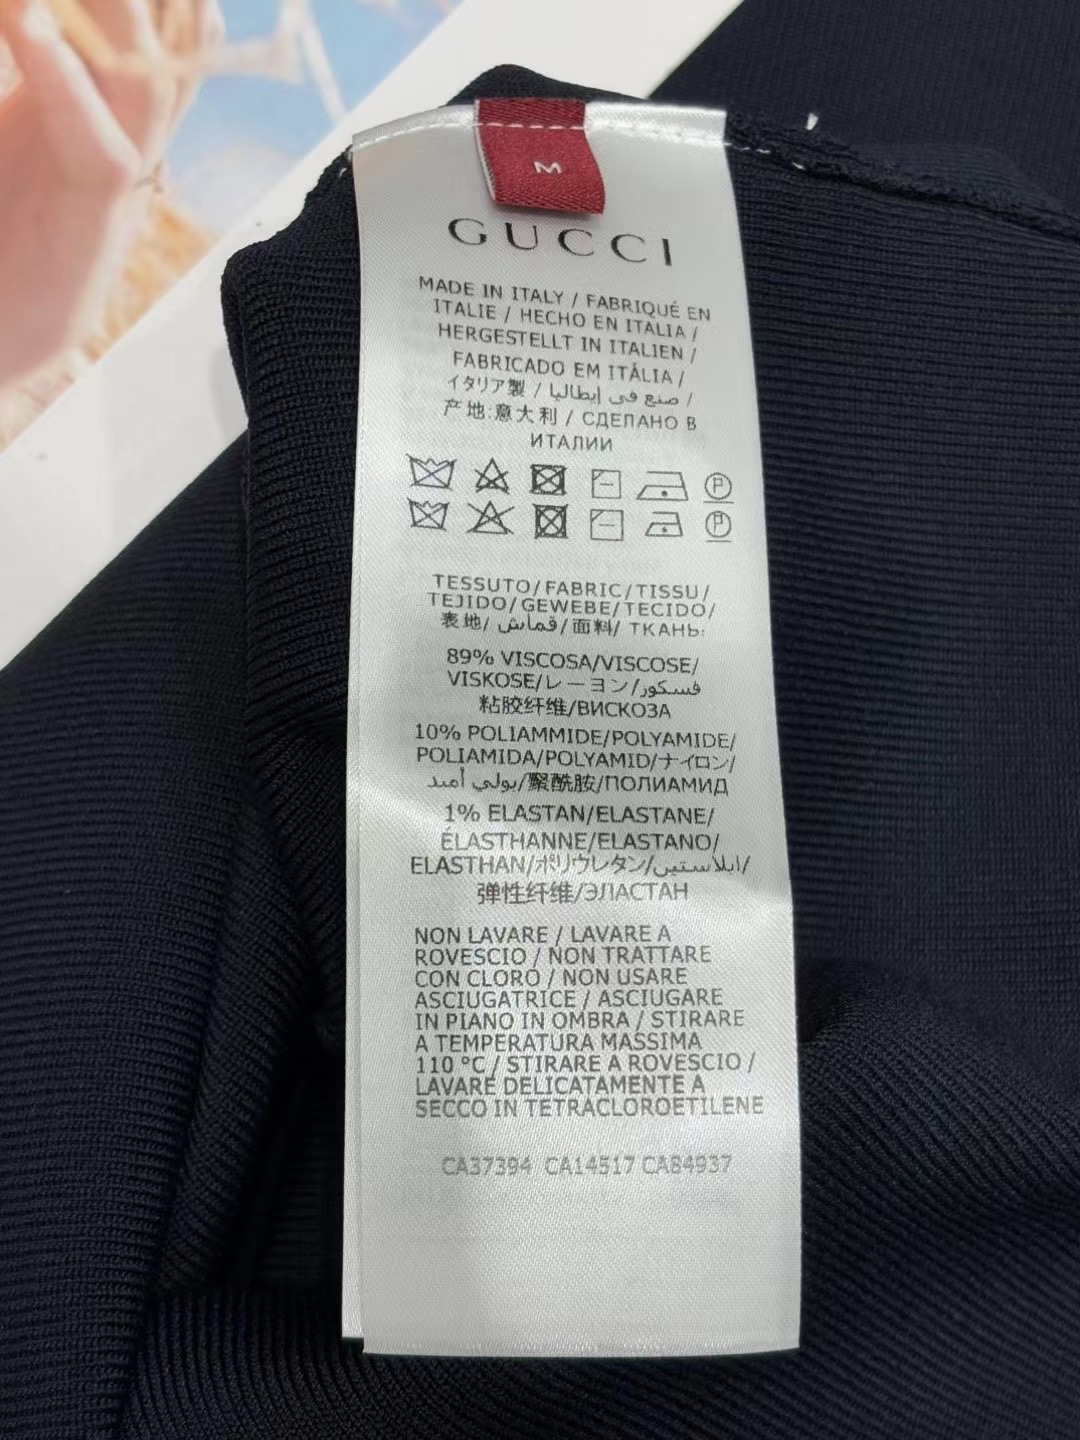 M
GUCCI
MADE IN ITALY / FABRIQUÉ EN
ITALIE / HECHO EN ITALIA /
HERGESTELLT IN ITALIEN /
FABRICADO EM ITÁLIA /
イタリア製 / صنع في إيطاليا /
产地:意大利 / СДЕЛАНО В
ИТАЛИИ
P
P
TESSUTO/FABRIC/TISSU/
TEJIDO/GEWEBE/TECIDO/
表地/ قماش/面料/ ТКАНЬ:
89% VISCOSA/VISCOSE/
VISKOSE/レーヨン/فسكوز/
粘胶纤维/ВИСКОЗА
10% POLIAMMIDE/POLYAMIDE/
POLIAMIDA/POLYAMID/ナイロン/
بولي أميد/聚酰胺/ПОЛИАМИД
1% ELASTAN/ELASTANE/
ÉLASTHANNE/ELASTANO/
ELASTHAN/ポリウレタン/ايلاستين/
弹性纤维/ЭЛАСТАН
NON LAVARE / LAVARE A
ROVESCIO / NON TRATTARE
CON CLORO / NON USARE
ASCIUGATRICE / ASCIUGARE
IN PIANO IN OMBRA / STIRARE
A TEMPERATURA MASSIMA
110 °C / STIRARE A ROVESCIO /
LAVARE DELICATAMENTE A
SECCO IN TETRACLOROETILENE
CA37394 CA14517 CA84937